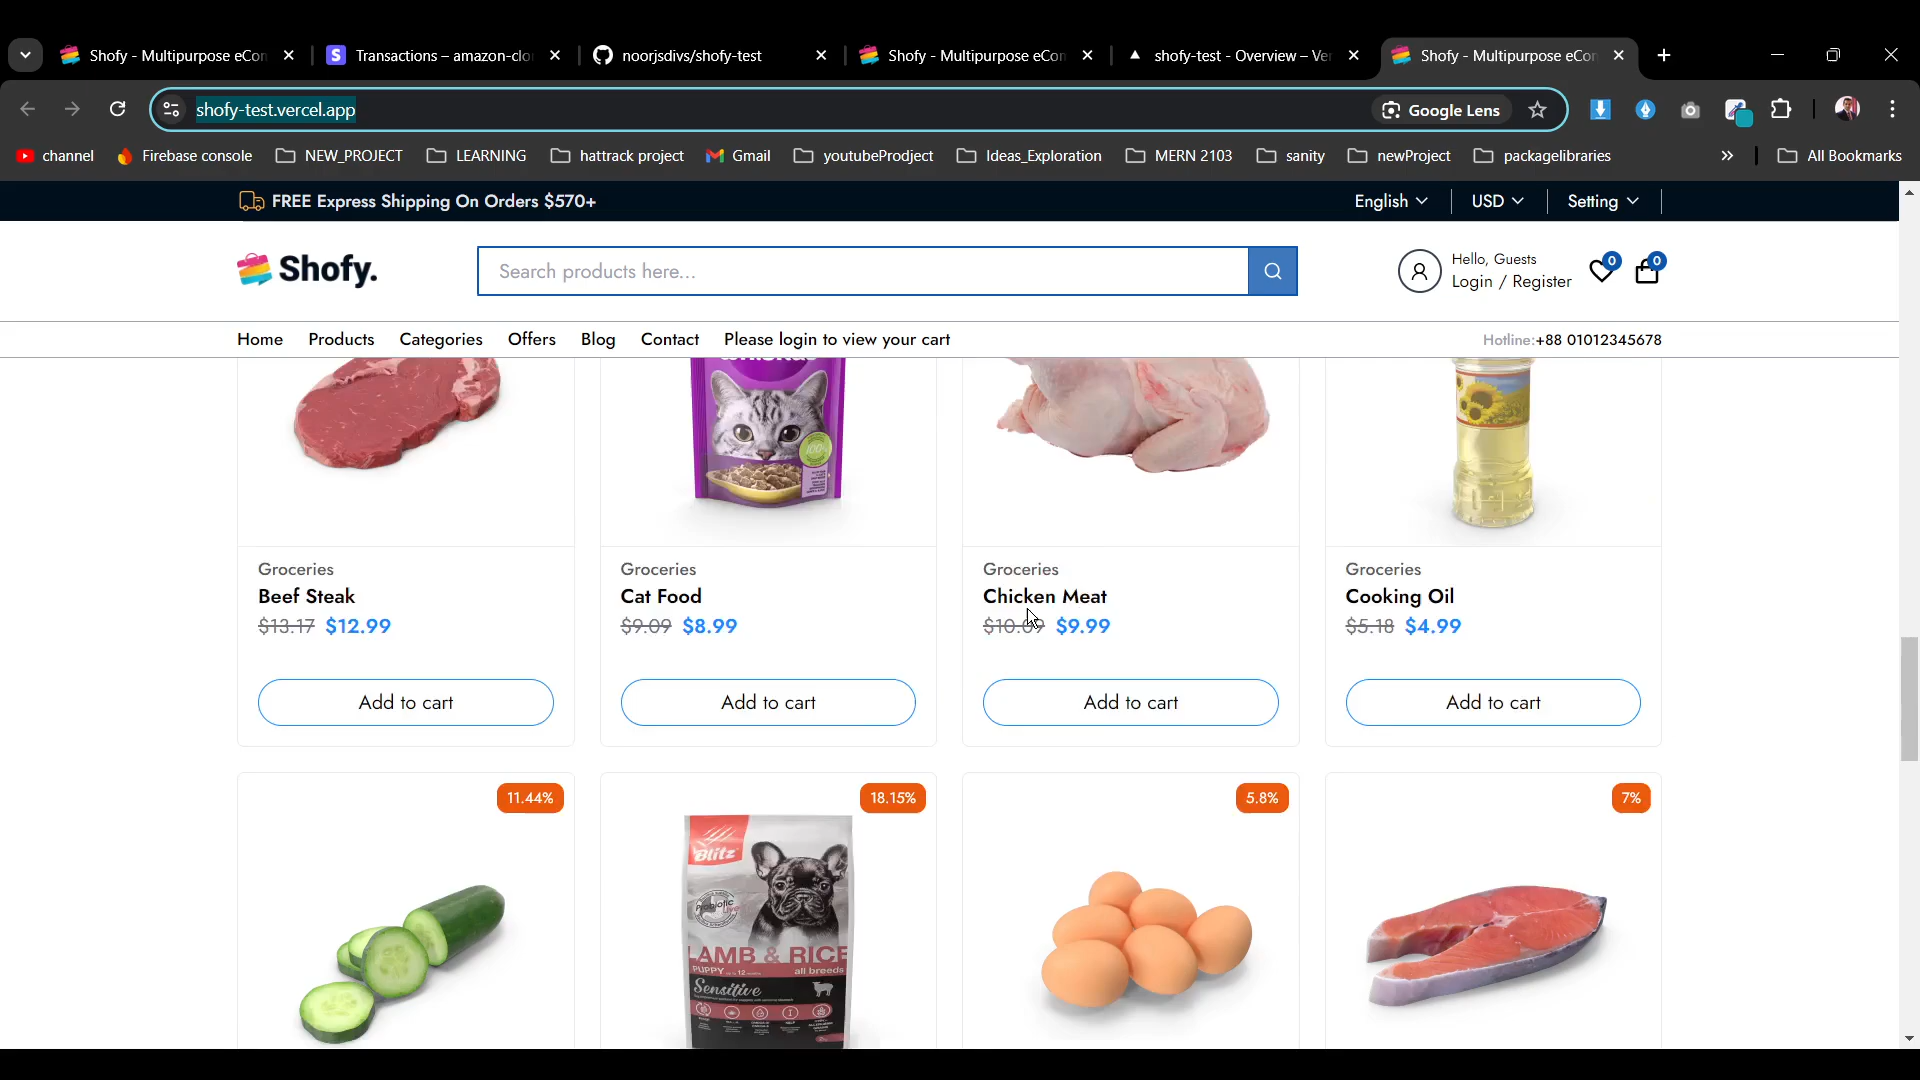 Shofy - Multipurpose eCon
Transactions – amazon-clo
noorjsdivs/shofy-test
Shofy - Multipurpose eCon
shofy-test - Overview – Ver
Shofy - Multipurpose eCon
shofy-test.vercel.app
Google Lens
channel
Firebase console
NEW_PROJECT
LEARNING
hattrack project
Gmail
youtubeProdject
Ideas_Exploration
MERN 2103
sanity
newProject
packagelibraries
All Bookmarks
FREE Express Shipping On Orders $570+
English
USD
Setting
Shofy.
Search products here...
Hello, Guests
Login / Register
0
0
Home
Products
Categories
Offers
Blog
Contact
Please login to view your cart
Hotline:+88 01012345678
Groceries
Beef Steak
$13.17 $12.99
Add to cart
Groceries
Cat Food
$9.09 $8.99
Add to cart
Groceries
Chicken Meat
$10.09 $9.99
Add to cart
Groceries
Cooking Oil
$5.18 $4.99
Add to cart
11.44%
18.15%
Blitz
Probiotic
LAMB & RICE
PUPPY
all breeds
Sensitive
5.8%
7%